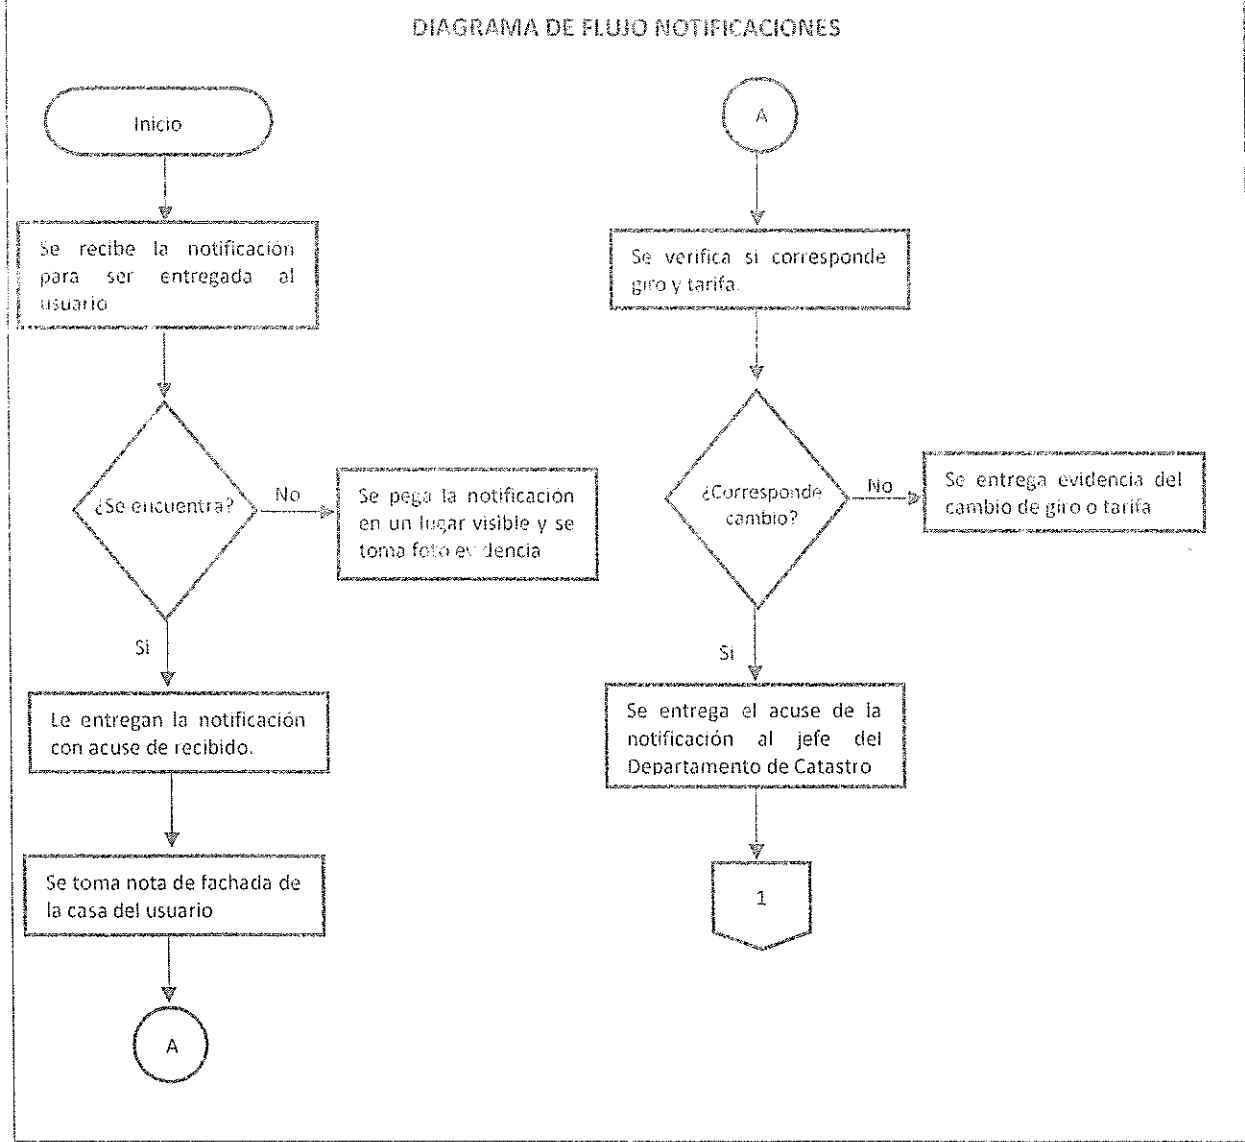 DIAGRAMA DE FLUJO NOTIFICACIONES
Inicio
Se recibe la notificación
para ser entregada al
usuario
¿Se encuentra?
No
Se pega la notificación
en un lugar visible y se
toma foto evidencia
Si
Le entregan la notificación
con acuse de recibido.
Se toma nota de fachada de
la casa del usuario
A
A
Se verifica si corresponde
giro y tarifa.
¿Corresponde
cambio?
No
Se entrega evidencia del
cambio de giro o tarifa
Si
Se entrega el acuse de la
notificación al jefe del
Departamento de Catastro
1